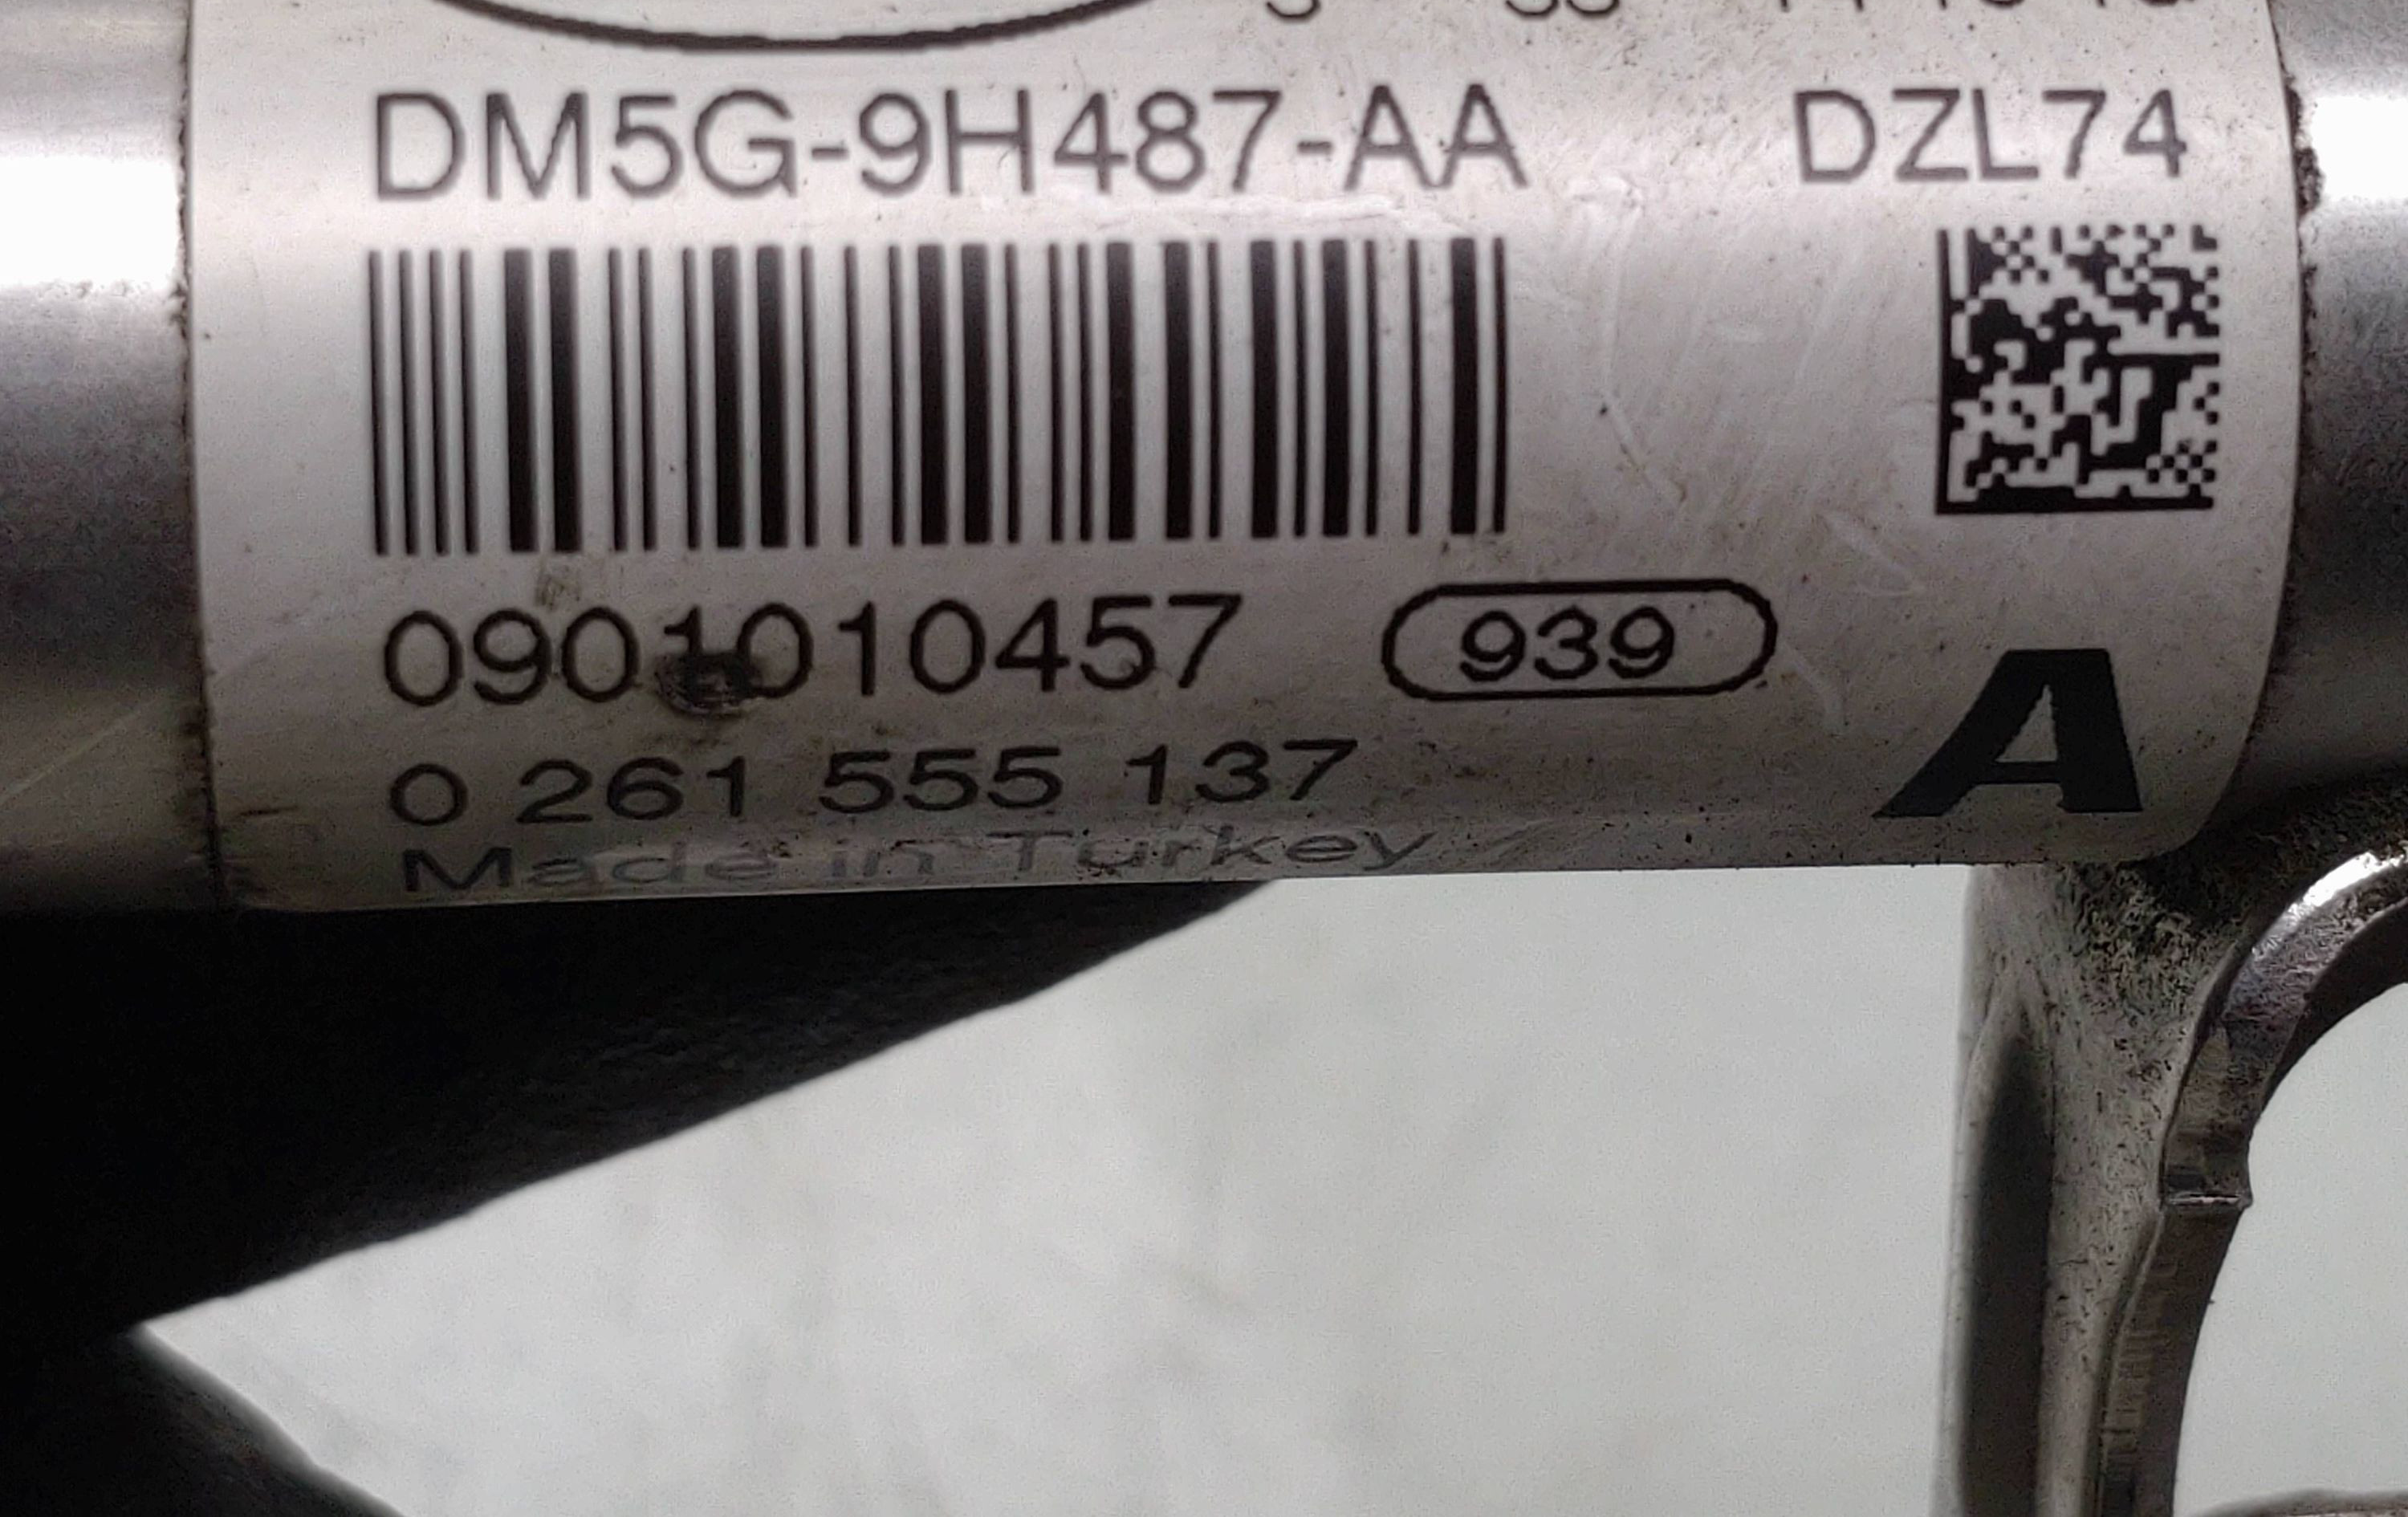 DM5G-9H487-AA DZL74
0901010457 939
0 261 555 137 A
Made in Turkey